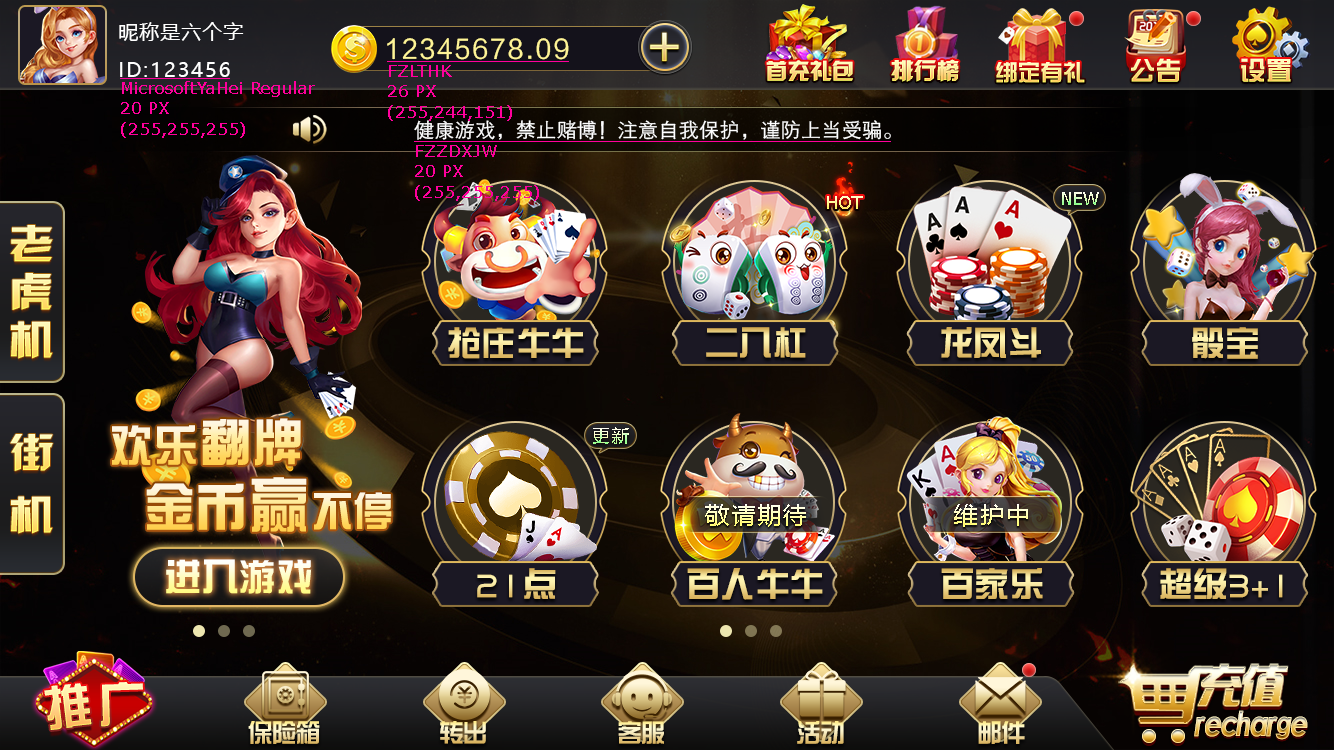 昵称是六个字
ID:123456
MicrosoftYaHei Regular
20 PX
(255,255,255)
12345678.09
FZLTHK
26 PX
(255,244,151)
首充礼包
排行榜
绑定有礼
公告
设置
健康游戏，禁止赌博！注意自我保护，谨防上当受骗。
FZZDXJW
20 PX
(255,255,255)
老虎机
街机
欢乐翻牌
金币赢不停
进入游戏
抢庄牛牛
HOT
二八杠
NEW
龙凤斗
骰宝
更新
21点
敬请期待
百人牛牛
维护中
百家乐
超级3+1
推广
保险箱
转出
客服
活动
邮件
充值
recharge